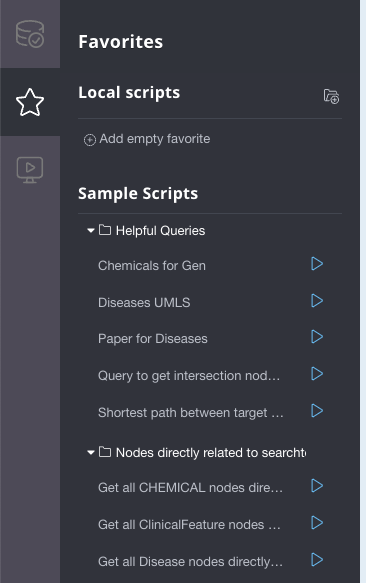 Favorites
Local scripts
Add empty favorite
Sample Scripts
Helpful Queries
Chemicals for Gen
Diseases UMLS
Paper for Diseases
Query to get intersection nod...
Shortest path between target ...
Nodes directly related to searchte
Get all CHEMICAL nodes dire...
Get all ClinicalFeature nodes ...
Get all Disease nodes directly...